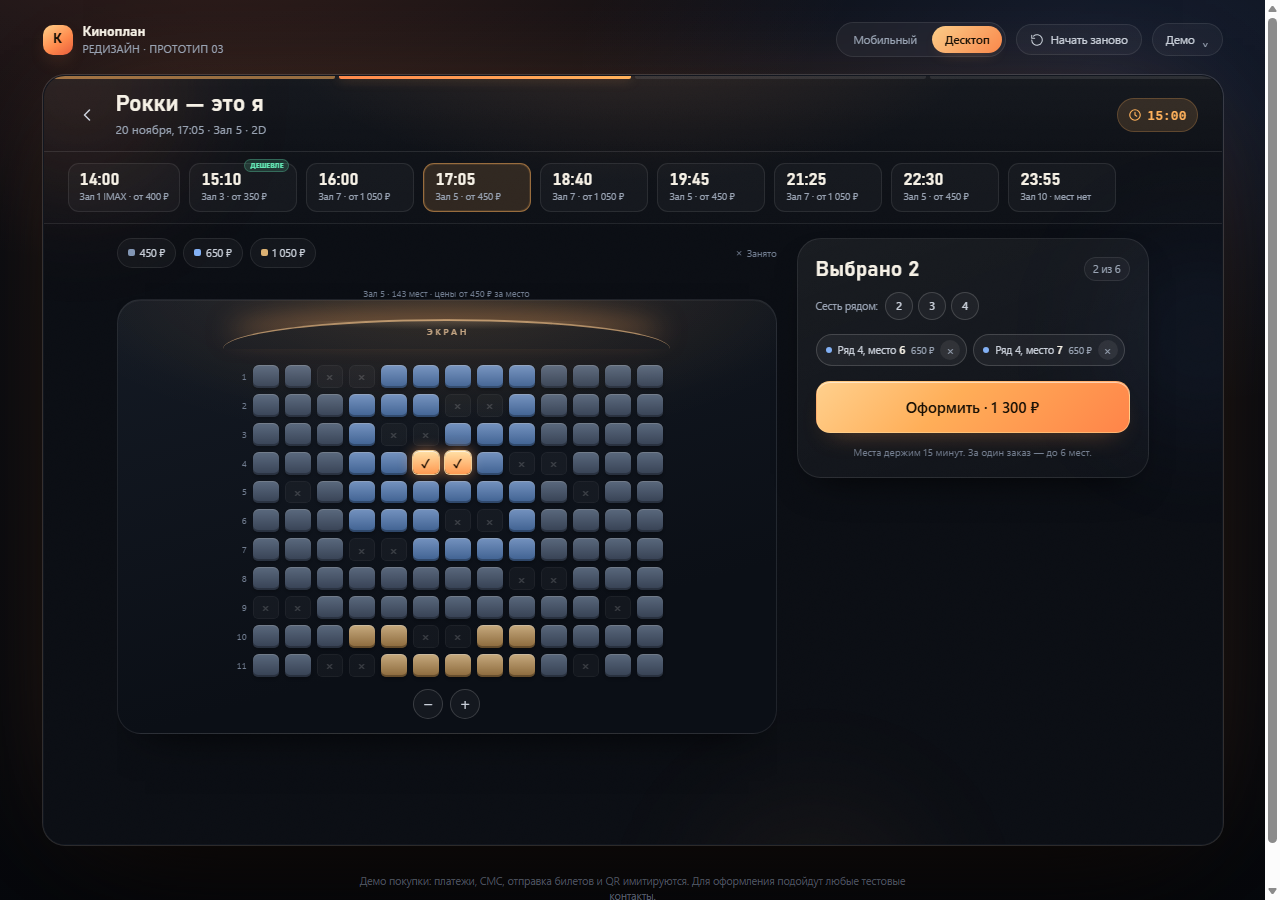 К
Киноплан
РЕДИЗАЙН · ПРОТОТИП 03
Мобильный
Десктоп
Начать заново
Демо
Рокки — это я
20 ноября, 17:05 · Зал 5 · 2D
15:00
14:00
Зал 1 IMAX · от 400 ₽
ДЕШЕВЛЕ
15:10
Зал 3 · от 350 ₽
16:00
Зал 7 · от 1 050 ₽
17:05
Зал 5 · от 450 ₽
18:40
Зал 7 · от 1 050 ₽
19:45
Зал 5 · от 450 ₽
21:25
Зал 7 · от 1 050 ₽
22:30
Зал 5 · от 450 ₽
23:55
Зал 10 · мест нет
450 ₽
650 ₽
1 050 ₽
× Занято
Зал 5 · 143 мест · цены от 450 ₽ за место
ЭКРАН
1
2
3
4
5
6
7
8
9
10
11
− +
Выбрано 2
2 из 6
Сесть рядом: 2 3 4
Ряд 4, место 6 650 ₽ ×
Ряд 4, место 7 650 ₽ ×
Оформить · 1 300 ₽
Места держим 15 минут. За один заказ — до 6 мест.
Демо покупки: платежи, СМС, отправка билетов и QR имитируются. Для оформления подойдут любые тестовые
контакты.